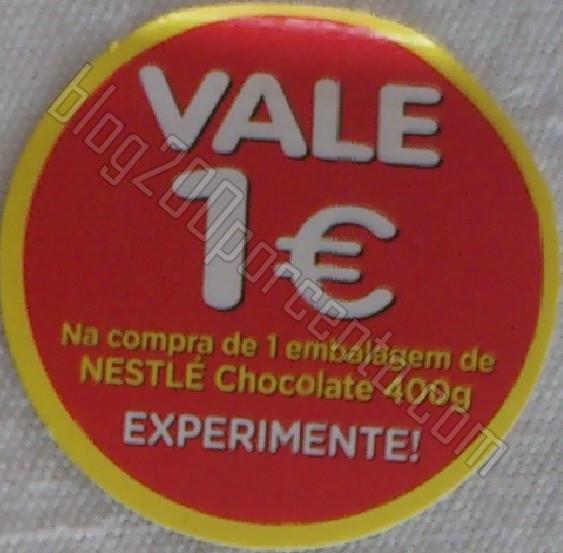 VALE
1€
Na compra de 1 embalagem de
NESTLÉ Chocolate 400g
EXPERIMENTE!
blog200porcento.com